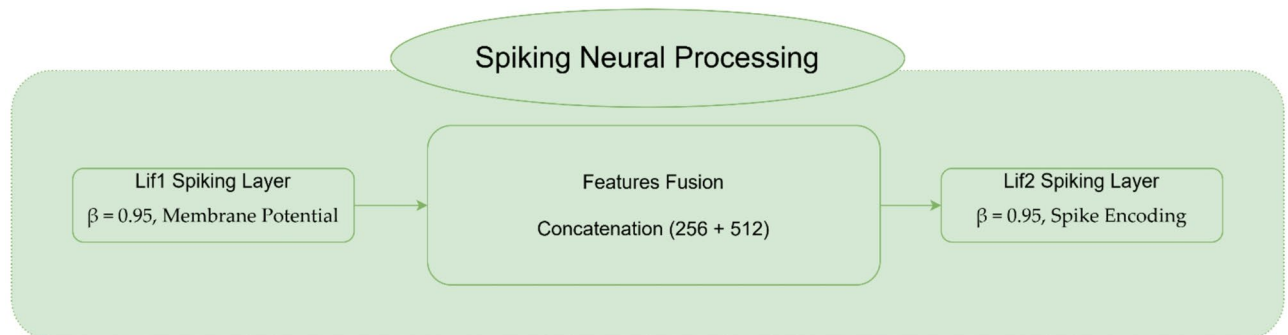 Spiking Neural Processing
Lif1 Spiking Layer
β = 0.95, Membrane Potential
Features Fusion
Concatenation (256 + 512)
Lif2 Spiking Layer
β = 0.95, Spike Encoding